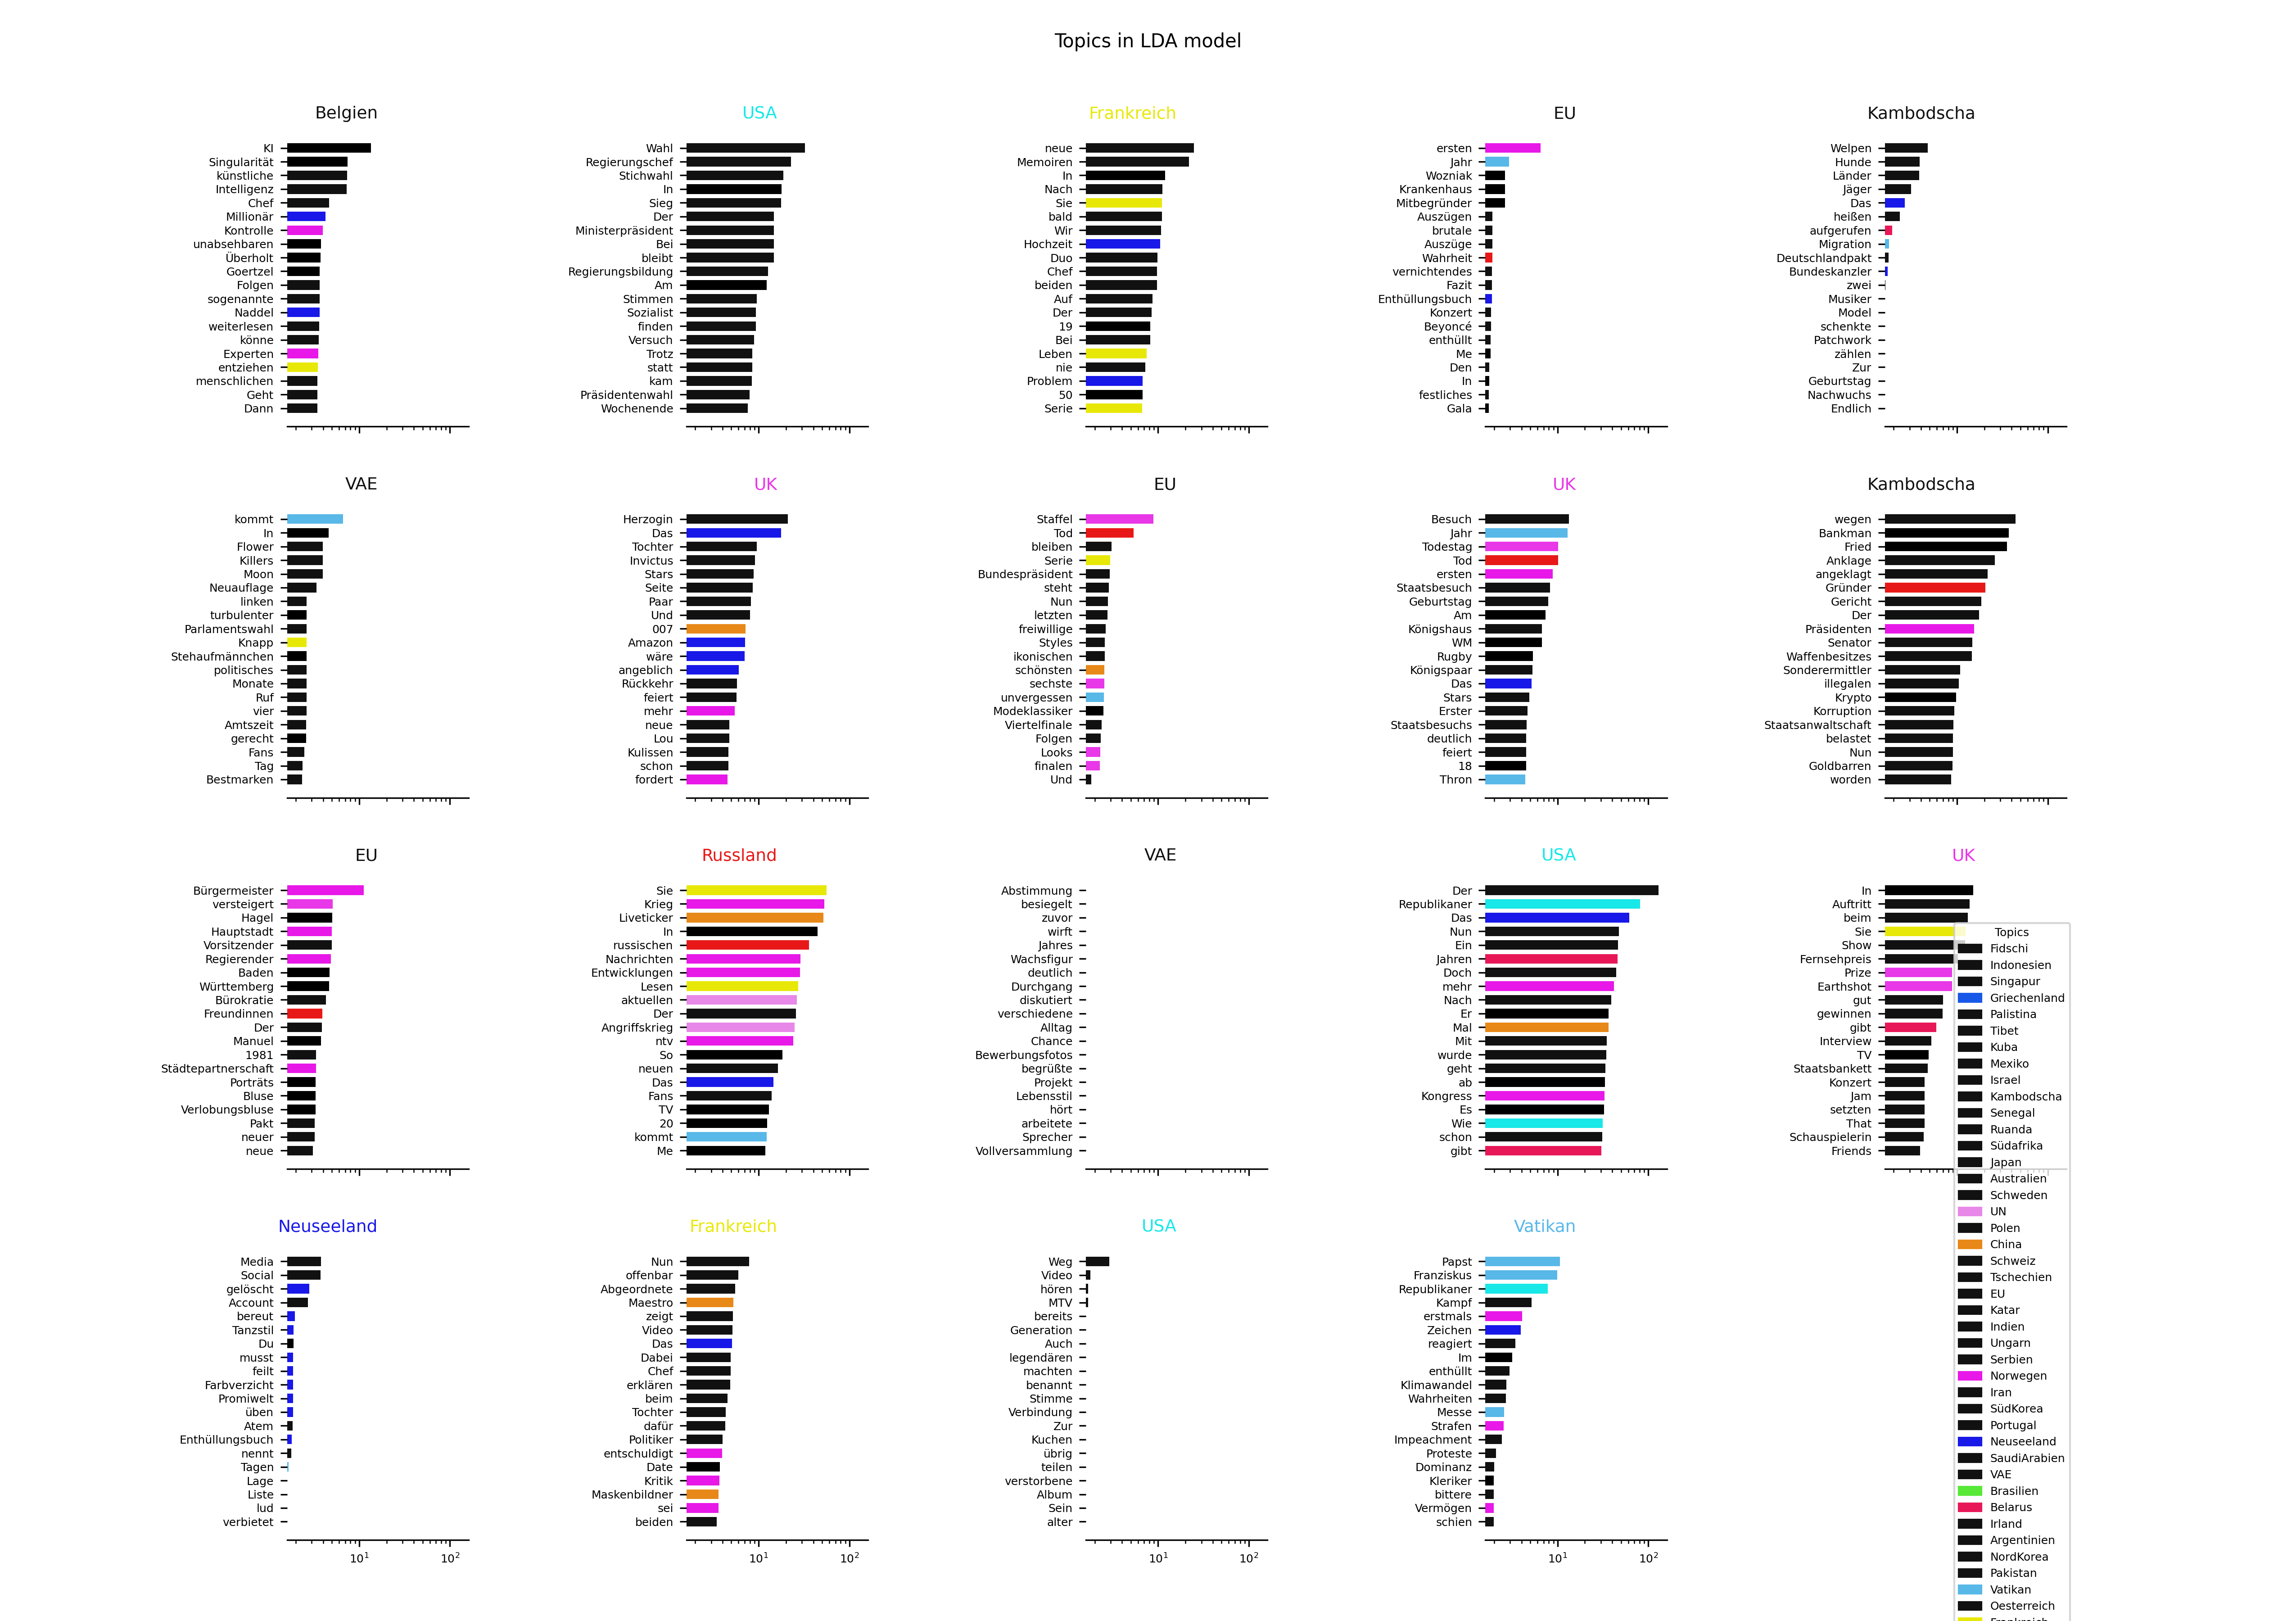 Topics in LDA model
Belgien
KI
Singularität
künstliche
Intelligenz
Chef
Millionär
Kontrolle
unabsehbaren
Überholt
Goertzel
Folgen
sogenannte
Naddel
weiterlesen
könne
Experten
entziehen
menschlichen
Geht
Dann
USA
Wahl
Regierungschef
Stichwahl
In
Sieg
Der
Ministerpräsident
Bei
bleibt
Regierungsbildung
Am
Stimmen
Sozialist
finden
Versuch
Trotz
statt
kam
Präsidentenwahl
Wochenende
Frankreich
neue
Memoiren
In
Nach
Sie
bald
Wir
Hochzeit
Duo
Chef
beiden
Auf
Der
19
Bei
Leben
nie
Problem
50
Serie
EU
ersten
Jahr
Wozniak
Krankenhaus
Mitbegründer
Auszügen
brutale
Auszüge
Wahrheit
vernichtendes
Fazit
Enthüllungsbuch
Konzert
Beyoncé
enthüllt
Me
Den
In
festliches
Gala
Kambodscha
Welpen
Hunde
Länder
Jäger
Das
heißen
aufgerufen
Migration
Deutschlandpakt
Bundeskanzler
zwei
Musiker
Model
schenkte
Patchwork
zählen
Zur
Geburtstag
Nachwuchs
Endlich
VAE
kommt
In
Flower
Killers
Moon
Neuauflage
linken
turbulenter
Parlamentswahl
Knapp
Stehaufmännchen
politisches
Monate
Ruf
vier
Amtszeit
gerecht
Fans
Tag
Bestmarken
UK
Herzogin
Das
Tochter
Invictus
Stars
Seite
Paar
Und
007
Amazon
wäre
angeblich
Rückkehr
feiert
mehr
neue
Lou
Kulissen
schon
fordert
EU
Staffel
Tod
bleiben
Serie
Bundespräsident
steht
Nun
letzten
freiwillige
Styles
ikonischen
schönsten
sechste
unvergessen
Modeklassiker
Viertelfinale
Folgen
Looks
finalen
Und
UK
Besuch
Jahr
Todestag
Tod
ersten
Staatsbesuch
Geburtstag
Am
Königshaus
WM
Rugby
Königspaar
Das
Stars
Erster
Staatsbesuchs
deutlich
feiert
18
Thron
Kambodscha
wegen
Bankman
Fried
Anklage
angeklagt
Gründer
Gericht
Der
Präsidenten
Senator
Waffenbesitzes
Sonderermittler
illegalen
Krypto
Korruption
Staatsanwaltschaft
belastet
Nun
Goldbarren
worden
EU
Bürgermeister
versteigert
Hagel
Hauptstadt
Vorsitzender
Regierender
Baden
Württemberg
Bürokratie
Freundinnen
Der
Manuel
1981
Städtepartnerschaft
Porträts
Bluse
Verlobungsbluse
Pakt
neuer
neue
Russland
Sie
Krieg
Liveticker
In
russischen
Nachrichten
Entwicklungen
Lesen
aktuellen
Der
Angriffskrieg
ntv
So
neuen
Das
Fans
TV
20
kommt
Me
VAE
Abstimmung
besiegelt
zuvor
wirft
Jahres
Wachsfigur
deutlich
Durchgang
diskutiert
verschiedene
Alltag
Chance
Bewerbungsfotos
begrüßte
Projekt
Lebensstil
hört
arbeitete
Sprecher
Vollversammlung
USA
Der
Republikaner
Das
Nun
Ein
Jahren
Doch
mehr
Nach
Er
Mal
Mit
wurde
geht
ab
Kongress
Es
Wie
schon
gibt
UK
In
Auftritt
beim
Sie
Show
Fernsehpreis
Prize
Earthshot
gut
gewinnen
gibt
Interview
TV
Staatsbankett
Konzert
Jam
setzten
That
Schauspielerin
Friends
Neuseeland
Media
Social
gelöscht
Account
bereut
Tanzstil
Du
musst
feilt
Farbverzicht
Promiwelt
üben
Atem
Enthüllungsbuch
nennt
Tagen
Lage
Liste
lud
verbietet
10¹ 10²
Frankreich
Nun
offenbar
Abgeordnete
Maestro
zeigt
Video
Das
Dabei
Chef
erklären
beim
Tochter
dafür
Politiker
entschuldigt
Date
Kritik
Maskenbildner
sei
beiden
10¹ 10²
USA
Weg
Video
hören
MTV
bereits
Generation
Auch
legendären
machten
benannt
Stimme
Verbindung
Zur
Kuchen
übrig
teilen
verstorbene
Album
Sein
alter
10¹ 10²
Vatikan
Papst
Franziskus
Republikaner
Kampf
erstmals
Zeichen
reagiert
Im
enthüllt
Klimawandel
Wahrheiten
Messe
Strafen
Impeachment
Proteste
Dominanz
Kleriker
bittere
Vermögen
schien
10¹ 10²
Topics
Fidschi
Indonesien
Singapur
Griechenland
Palistina
Tibet
Kuba
Mexiko
Israel
Kambodscha
Senegal
Ruanda
Südafrika
Japan
Australien
Schweden
UN
Polen
China
Schweiz
Tschechien
EU
Katar
Indien
Ungarn
Serbien
Norwegen
Iran
SüdKorea
Portugal
Neuseeland
SaudiArabien
VAE
Brasilien
Belarus
Irland
Argentinien
NordKorea
Pakistan
Vatikan
Oesterreich